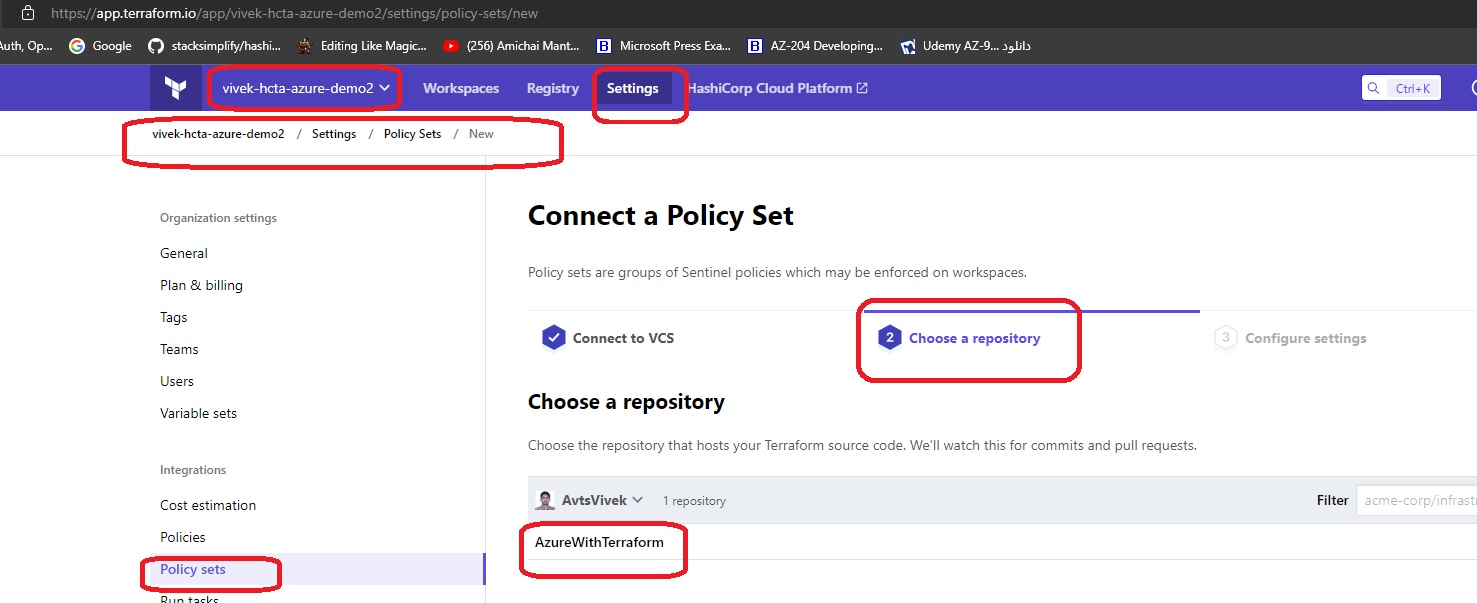 https://app.terraform.io/app/vivek-hcta-azure-demo2/settings/policy-sets/new
Auth, Op... Google stacksimplify/hashi... Editing Like Magic... (256) Amichai Mant... Microsoft Press Exa... AZ-204 Developing... دانلود Udemy AZ-9...
vivek-hcta-azure-demo2 Workspaces Registry Settings HashiCorp Cloud Platform Ctrl+K
vivek-hcta-azure-demo2 / Settings / Policy Sets / New
Organization settings
General
Plan & billing
Tags
Teams
Users
Variable sets
Integrations
Cost estimation
Policies
Policy sets
Run tasks
Connect a Policy Set
Policy sets are groups of Sentinel policies which may be enforced on workspaces.
Connect to VCS 2 Choose a repository 3 Configure settings
Choose a repository
Choose the repository that hosts your Terraform source code. We'll watch this for commits and pull requests.
AvtsVivek 1 repository Filter acme-corp/infrastr
AzureWithTerraform